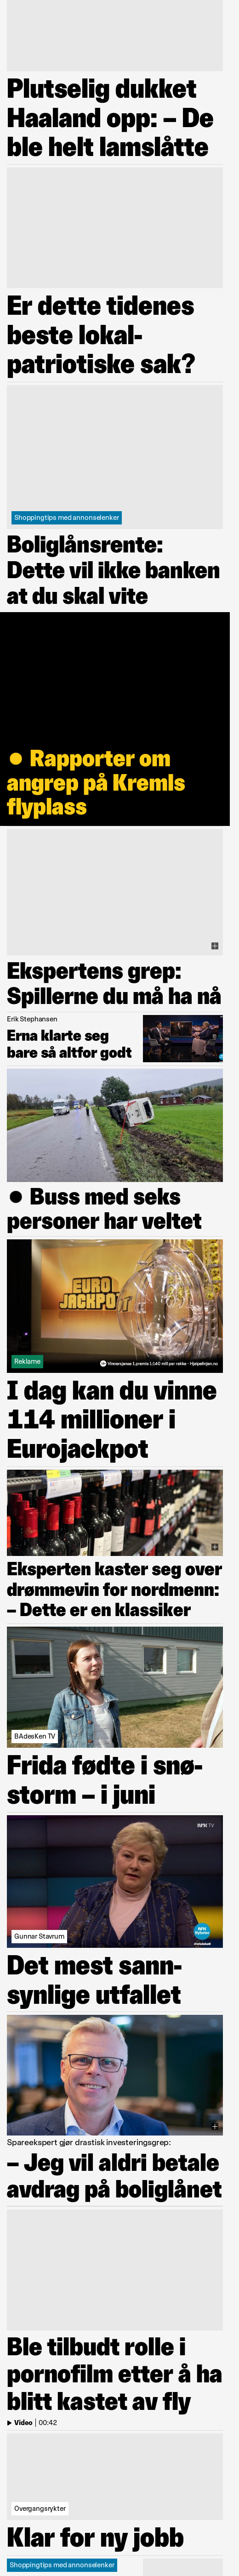 Plutselig dukket
Haaland opp: – De
ble helt lamslåtte
Er dette tidenes
beste lokal-
patriotiske sak?
Shoppingtips med annonselenker
Boliglånsrente:
Dette vil ikke banken
at du skal vite
● Rapporter om
angrep på Kremls
flyplass
Ekspertens grep:
Spillerne du må ha nå
Erik Stephansen
Erna klarte seg
bare så altfor godt
● Buss med seks
personer har veltet
EURO
JACKPOT
Reklame
Vinnersjanse 1.premie 1:140 mill per rekke - Hjelpelinjen.no
I dag kan du vinne
114 millioner i
Eurojackpot
Eksperten kaster seg over
drømmevin for nordmenn:
– Dette er en klassiker
BAdesKen TV
Frida fødte i snø-
storm – i juni
NRK TV
NRK
Nyheter
Gunnar Stavrum
Det mest sann-
synlige utfallet
Spareekspert gjør drastisk investeringsgrep:
– Jeg vil aldri betale
avdrag på boliglånet
Ble tilbudt rolle i
pornofilm etter å ha
blitt kastet av fly
Video | 00:42
Overgangsrykter
Klar for ny jobb
Shoppingtips med annonselenker